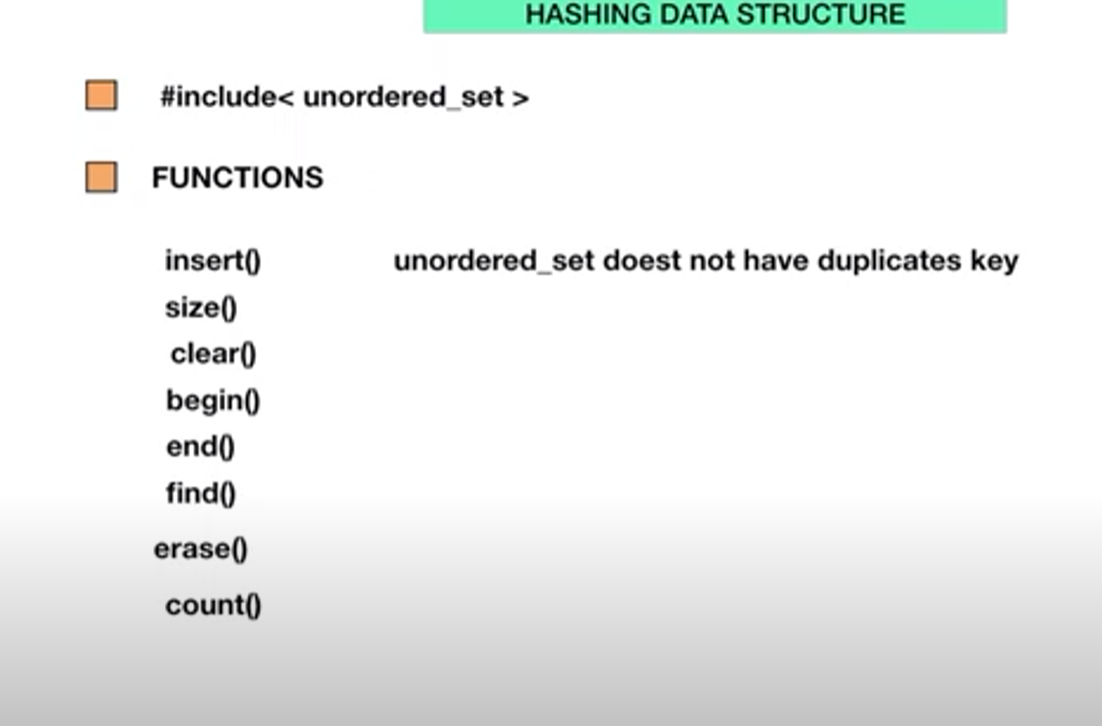 HASHING DATA STRUCTURE
#include< unordered_set >
FUNCTIONS
insert() unordered_set doest not have duplicates key
size()
clear()
begin()
end()
find()
erase()
count()